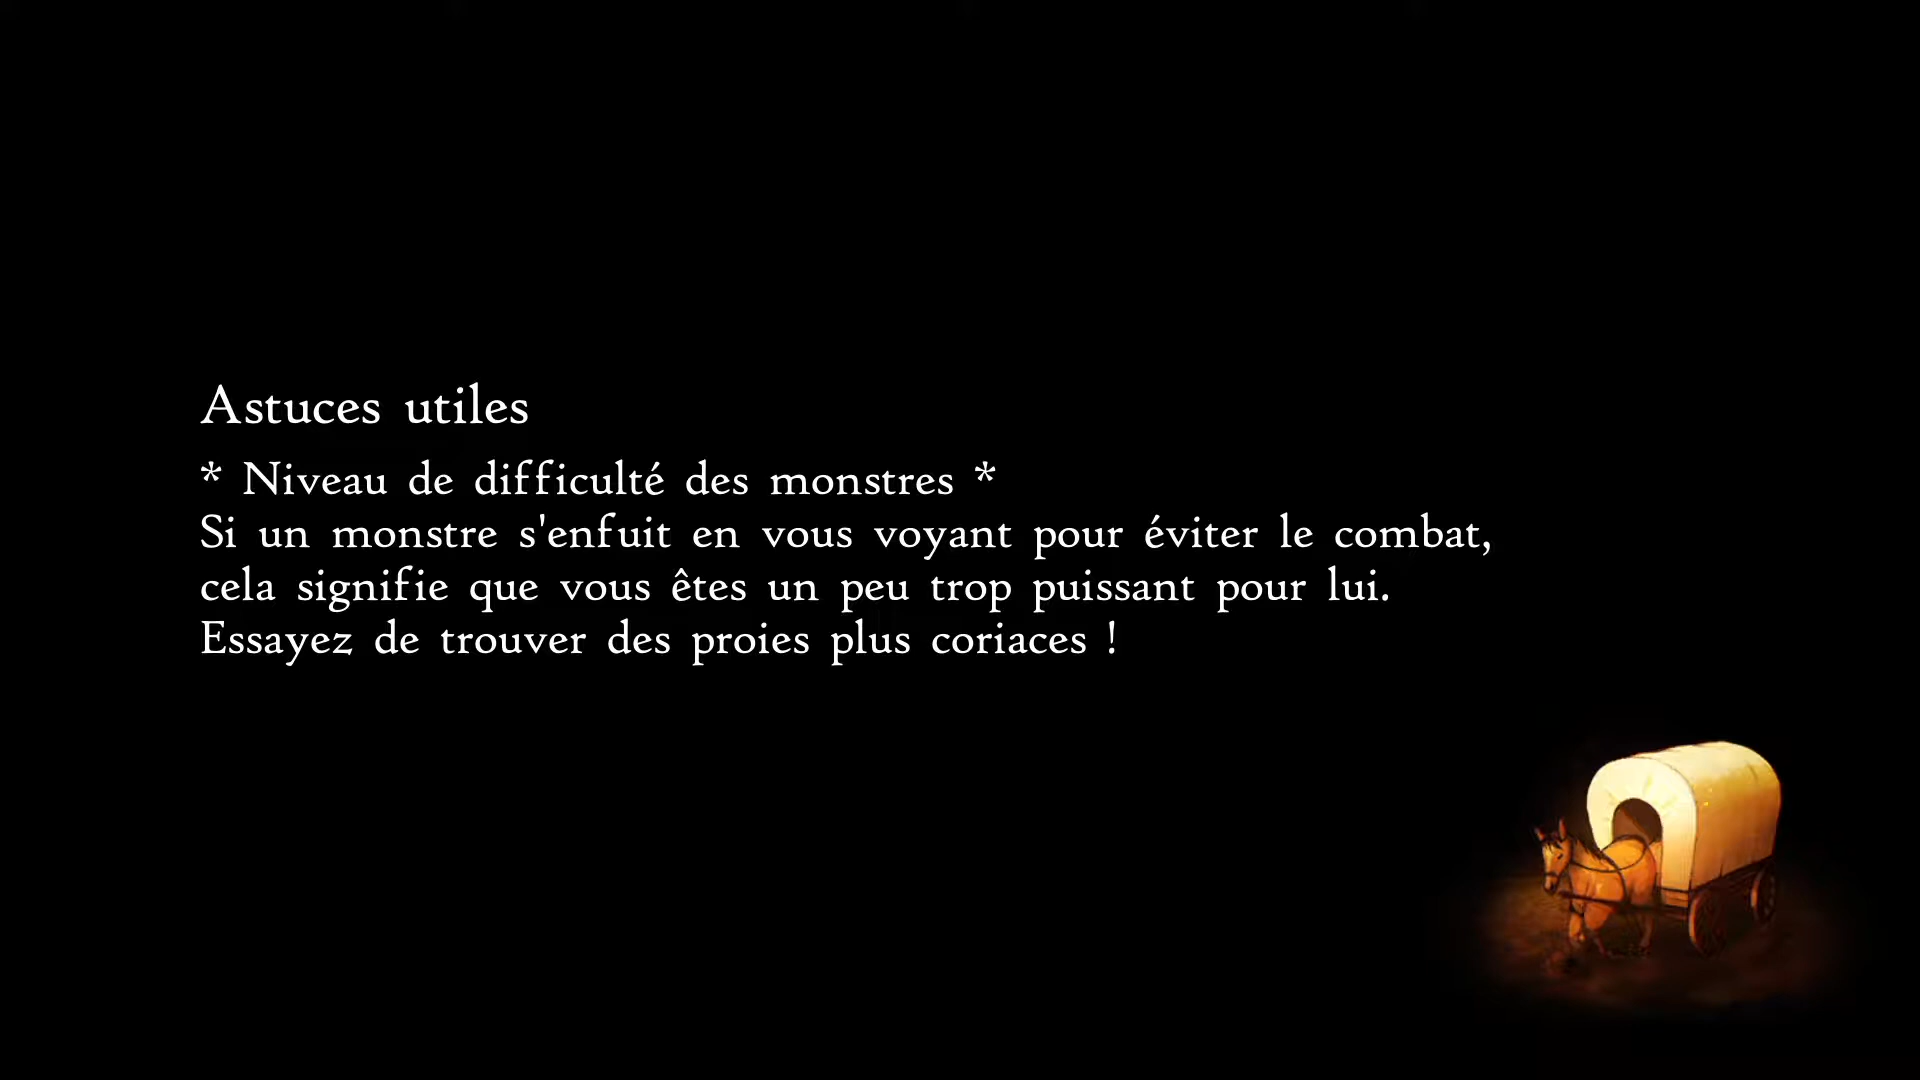 Astuces utiles
* Niveau de difficulté des monstres *
Si un monstre s'enfuit en vous voyant pour éviter le combat,
cela signifie que vous êtes un peu trop puissant pour lui.
Essayez de trouver des proies plus coriaces !